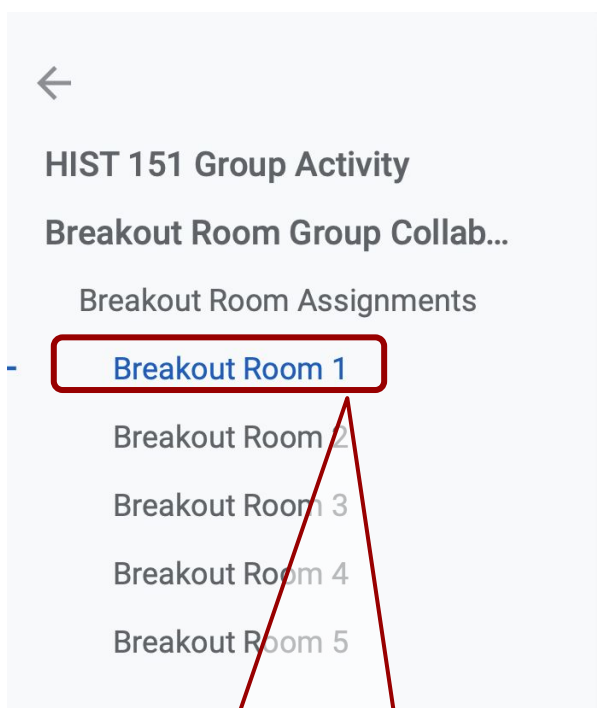 HIST 151 Group Activity
Breakout Room Group Collab...
Breakout Room Assignments
Breakout Room 1
Breakout Room 2
Breakout Room 3
Breakout Room 4
Breakout Room 5